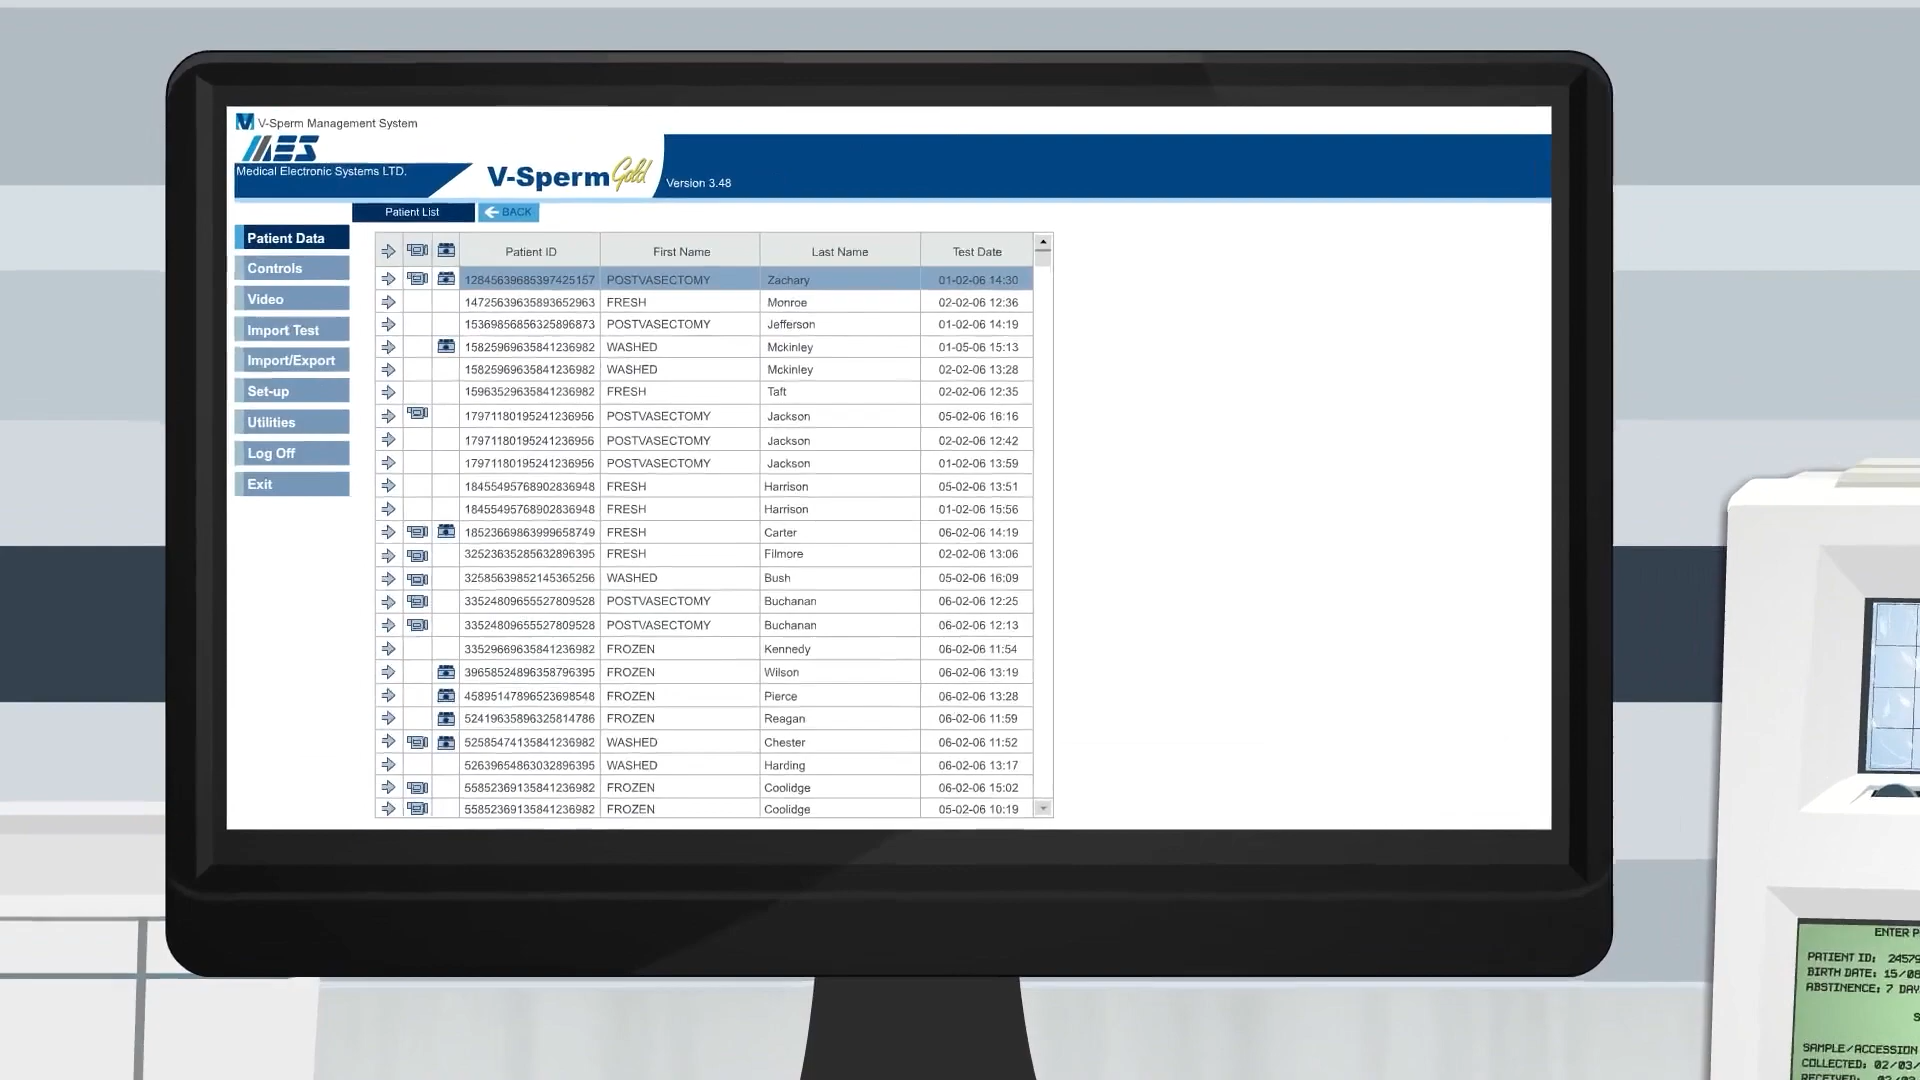 V-Sperm Management System
MES
Medical Electronic Systems LTD.
V-Sperm Gold
Version 3.48
Patient List
BACK
Patient Data
Controls
Video
Import Test
Import/Export
Set-up
Utilities
Log Off
Exit
Patient ID First Name Last Name Test Date
12845639685397425157 POSTVASECTOMY Zachary 01-02-06 14:30
14725639635893652963 FRESH Monroe 02-02-06 12:36
15369856856325896873 POSTVASECTOMY Jefferson 01-02-06 14:19
15825969635841236982 WASHED Mckinley 01-05-06 15:13
15825969635841236982 WASHED Mckinley 02-02-06 13:28
15963529635841236982 FRESH Taft 02-02-06 12:35
17971180195241236956 POSTVASECTOMY Jackson 05-02-06 16:16
17971180195241236956 POSTVASECTOMY Jackson 02-02-06 12:42
17971180195241236956 POSTVASECTOMY Jackson 01-02-06 13:59
18455495768902836948 FRESH Harrison 05-02-06 13:51
18455495768902836948 FRESH Harrison 01-02-06 15:56
18523669863999658749 FRESH Carter 06-02-06 14:19
32523635285632896395 FRESH Filmore 02-02-06 13:06
32585639852145365256 WASHED Bush 05-02-06 16:09
33524809655527809528 POSTVASECTOMY Buchanan 06-02-06 12:25
33524809655527809528 POSTVASECTOMY Buchanan 06-02-06 12:13
33529669635841236982 FROZEN Kennedy 06-02-06 11:54
39658524896358796395 FROZEN Wilson 06-02-06 13:19
45895147896523698548 FROZEN Pierce 06-02-06 13:28
52419635896325814786 FROZEN Reagan 06-02-06 11:59
52585474135841236982 WASHED Chester 06-02-06 11:52
52639654863032896395 WASHED Harding 06-02-06 13:17
55852369135841236982 FROZEN Coolidge 06-02-06 15:02
55852369135841236982 FROZEN Coolidge 05-02-06 10:19
ENTER P
PATIENT ID: 24579
BIRTH DATE: 15/08
ABSTINENCE: 7 DAY
S
SAMPLE/ACCESSION
COLLECTED: 02/03/